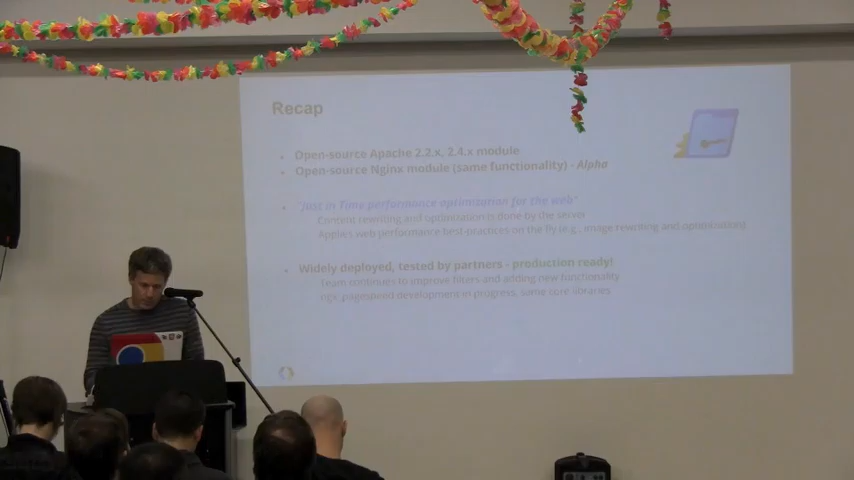 Recap
Open-source Apache 2.2.x, 2.4.x module
Open-source Nginx module (same functionality) - Alpha
"Just in Time performance optimization for the web"
Content rewriting and optimization is done by the server
Applies web performance best-practices on the fly (e.g., image rewriting and optimization)
Widely deployed, tested by partners - production ready!
Team continues to improve filters and adding new functionality
ngx_pagespeed development in progress, same core libraries